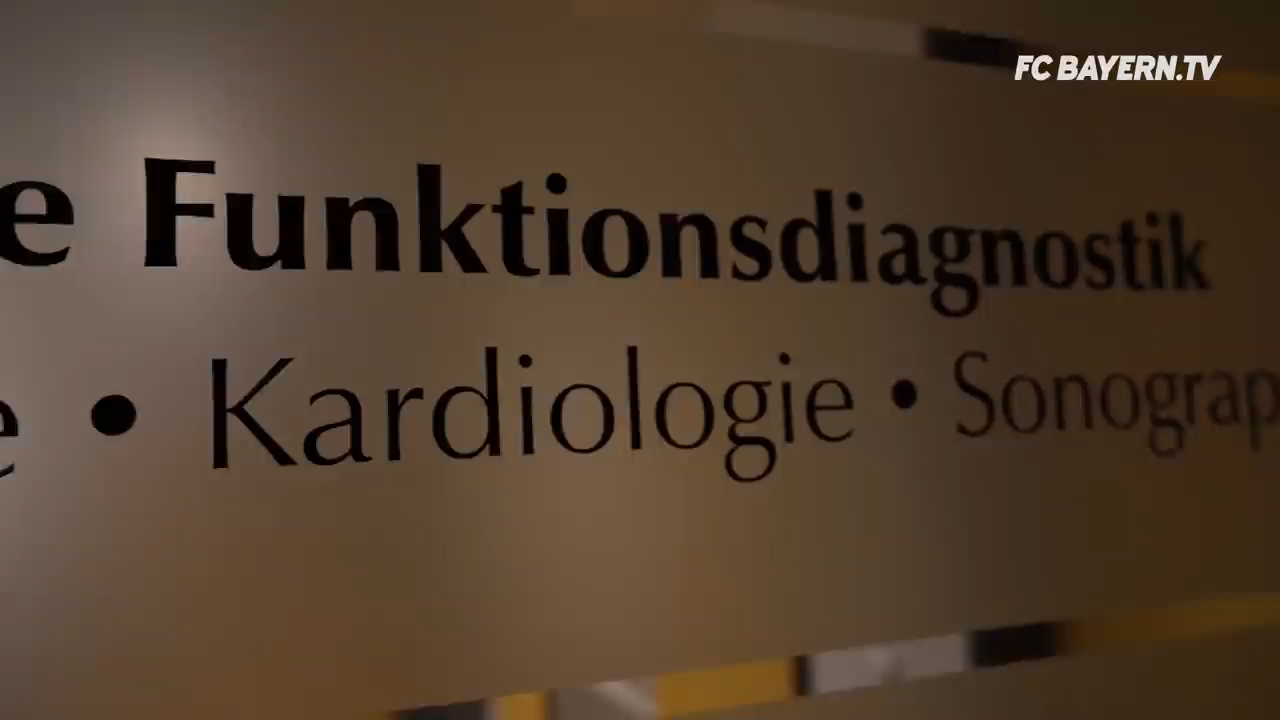 FC BAYERN.TV
e Funktionsdiagnostik
e • Kardiologie • Sonograp